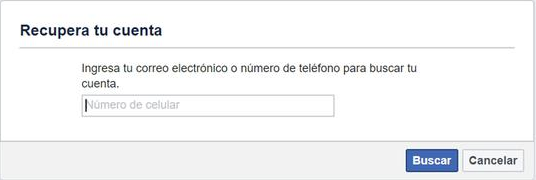 Recupera tu cuenta
Ingresa tu correo electrónico o número de teléfono para buscar tu
cuenta.
Número de celular
Buscar Cancelar